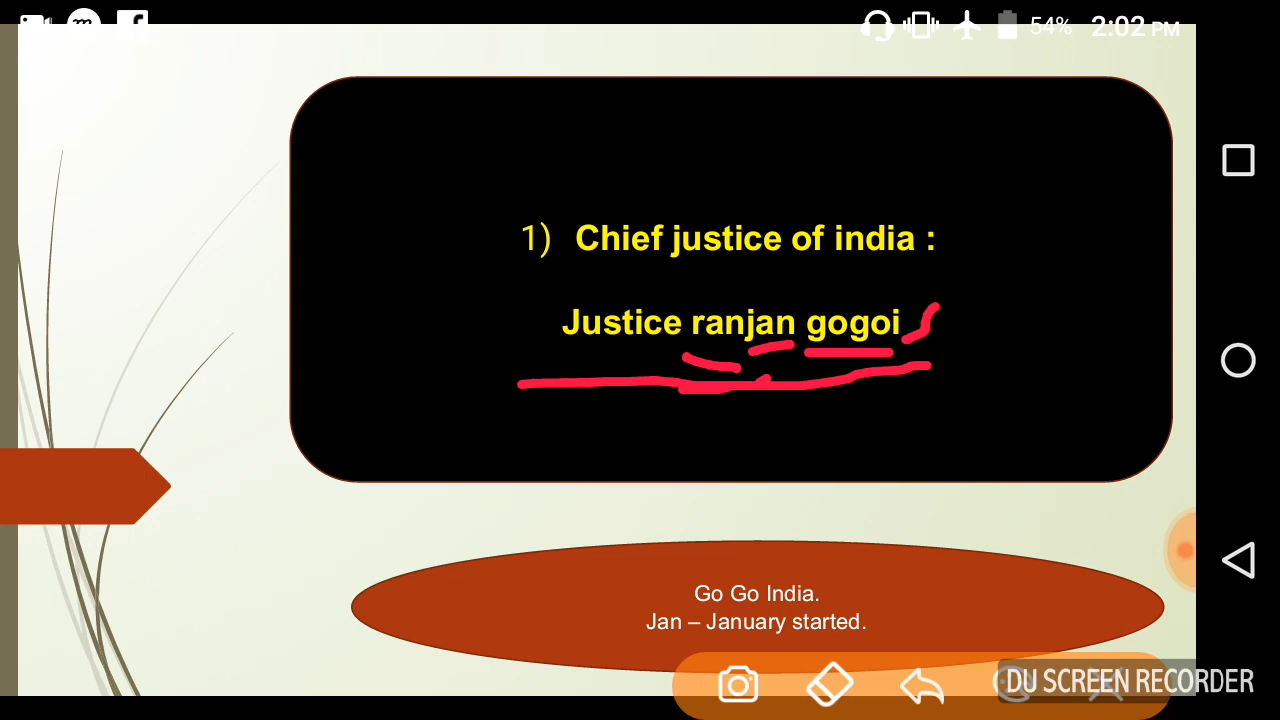 54% 2:02 PM
1) Chief justice of india :
Justice ranjan gogoi
Go Go India.
Jan – January started.
DU SCREEN RECORDER